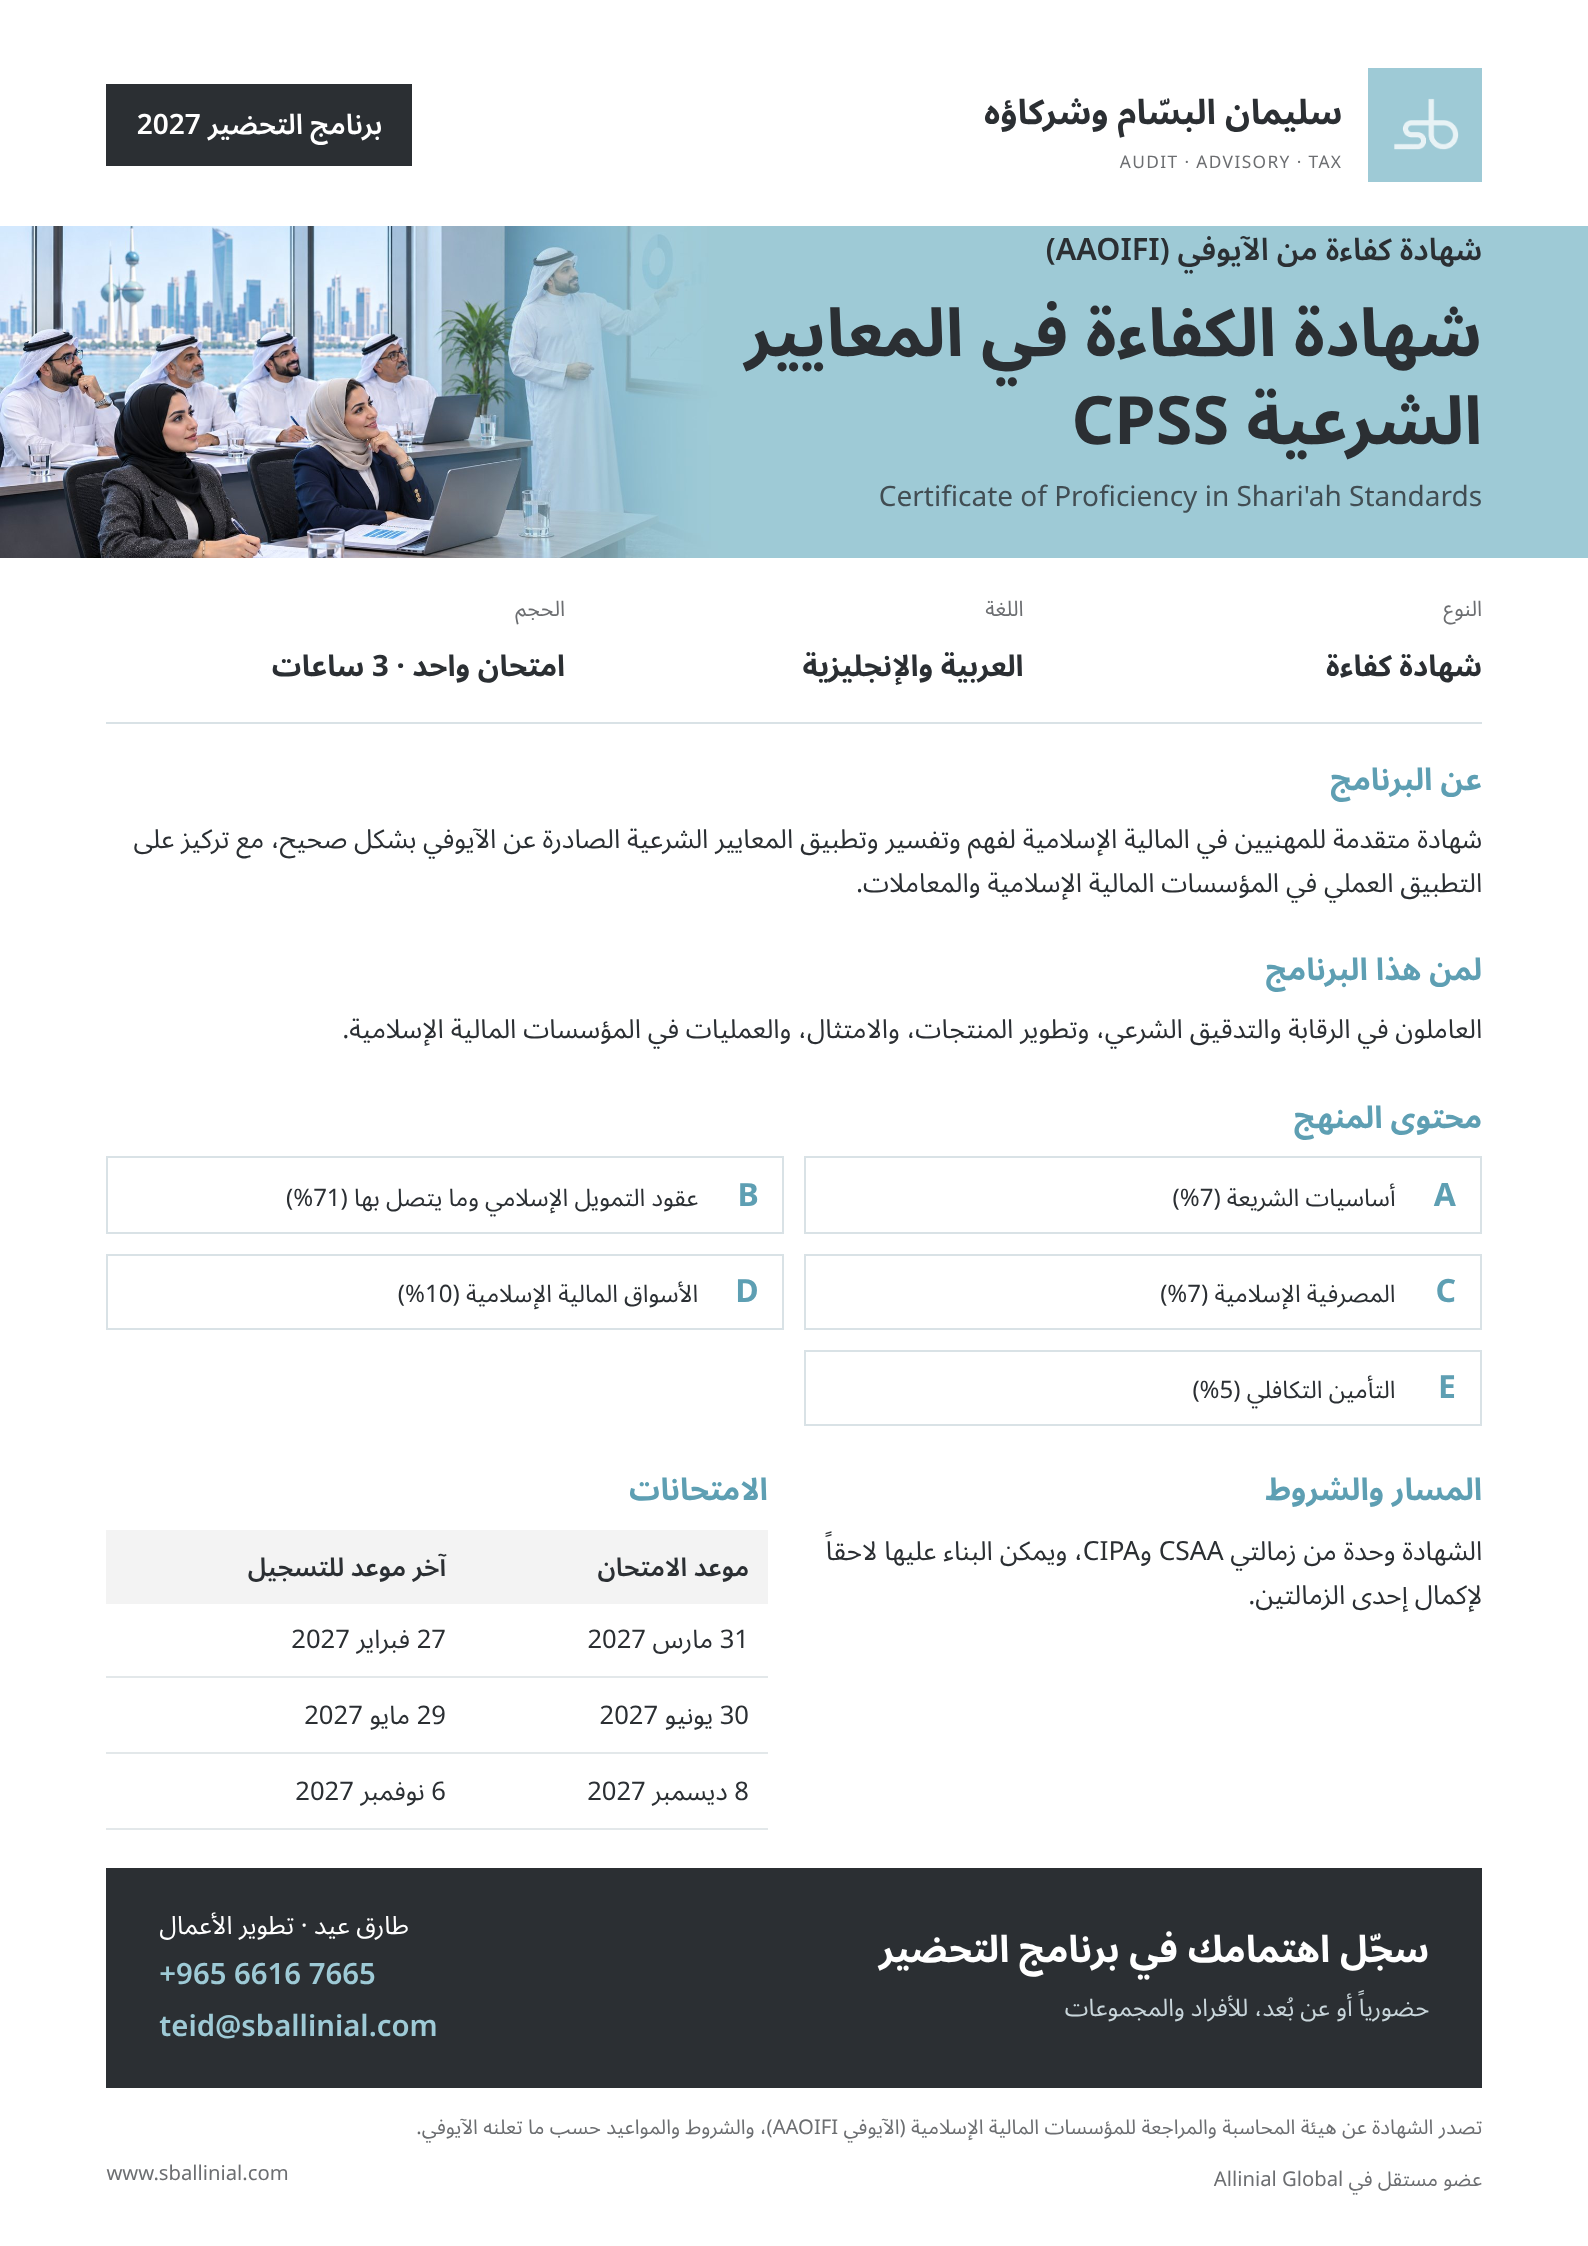 سليمان البسّام وشركاؤه
AUDIT · ADVISORY · TAX
sb
برنامج التحضير 2027
شهادة كفاءة من الآيوفي (AAOIFI)
شهادة الكفاءة في المعايير
الشرعية CPSS
Certificate of Proficiency in Shari'ah Standards
النوع
شهادة كفاءة
اللغة
العربية والإنجليزية
الحجم
امتحان واحد · 3 ساعات
عن البرنامج
شهادة متقدمة للمهنيين في المالية الإسلامية لفهم وتفسير وتطبيق المعايير الشرعية الصادرة عن الآيوفي بشكل صحيح، مع تركيز على
التطبيق العملي في المؤسسات المالية الإسلامية والمعاملات.
لمن هذا البرنامج
العاملون في الرقابة والتدقيق الشرعي، وتطوير المنتجات، والامتثال، والعمليات في المؤسسات المالية الإسلامية.
محتوى المنهج
A أساسيات الشريعة (7%)
B عقود التمويل الإسلامي وما يتصل بها (71%)
C المصرفية الإسلامية (7%)
D الأسواق المالية الإسلامية (10%)
E التأمين التكافلي (5%)
المسار والشروط
الشهادة وحدة من زمالتي CSAA وCIPA، ويمكن البناء عليها لاحقاً
لإكمال إحدى الزمالتين.
الامتحانات
موعد الامتحان آخر موعد للتسجيل
31 مارس 2027 27 فبراير 2027
30 يونيو 2027 29 مايو 2027
8 ديسمبر 2027 6 نوفمبر 2027
سجّل اهتمامك في برنامج التحضير
حضورياً أو عن بُعد، للأفراد والمجموعات
طارق عيد · تطوير الأعمال
+965 6616 7665
teid@sballinial.com
تصدر الشهادة عن هيئة المحاسبة والمراجعة للمؤسسات المالية الإسلامية (الآيوفي AAOIFI)، والشروط والمواعيد حسب ما تعلنه الآيوفي.
عضو مستقل في Allinial Global
www.sballinial.com